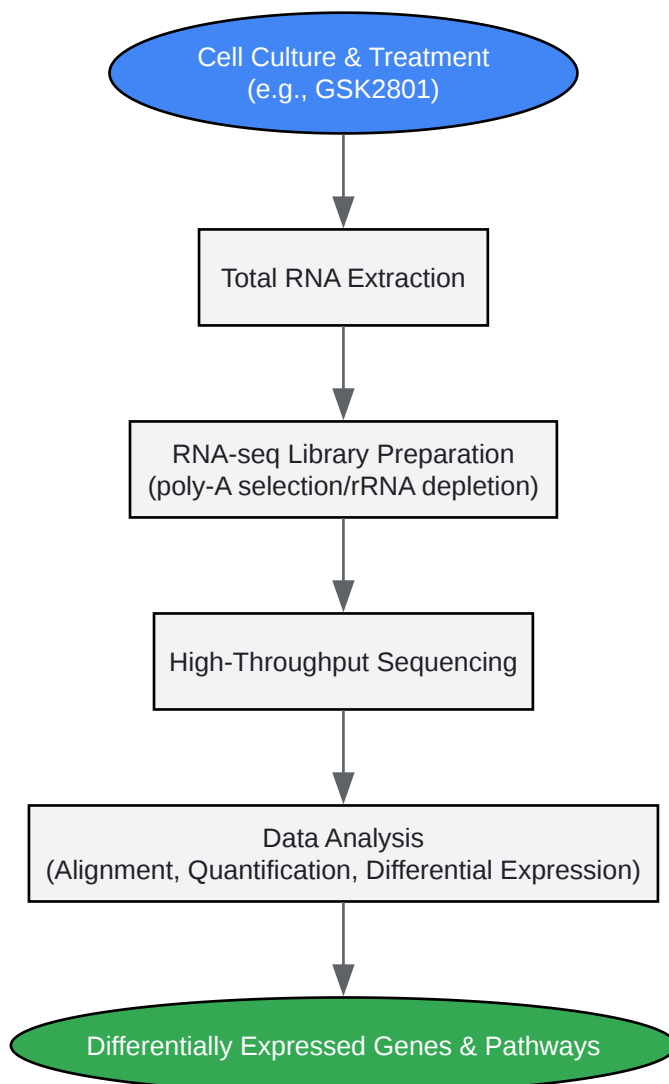 Cell Culture & Treatment
(e.g., GSK2801)
Total RNA Extraction
RNA-seq Library Preparation
(poly-A selection/rRNA depletion)
High-Throughput Sequencing
Data Analysis
(Alignment, Quantification, Differential Expression)
Differentially Expressed Genes & Pathways